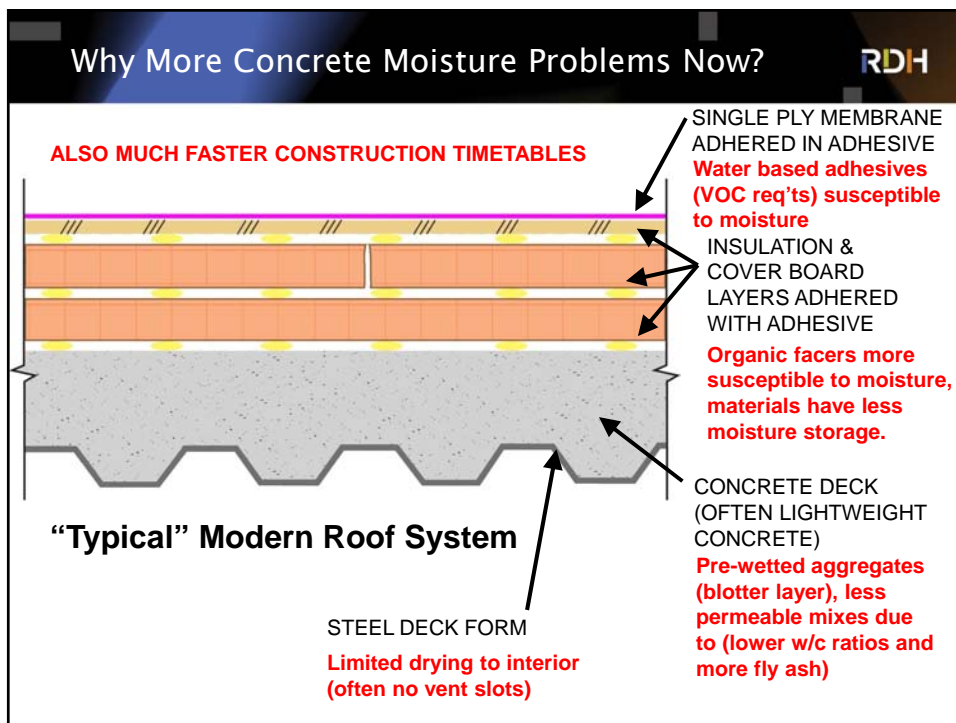 Why More Concrete Moisture Problems Now?
RDH
ALSO MUCH FASTER CONSTRUCTION TIMETABLES
SINGLE PLY MEMBRANE
ADHERED IN ADHESIVE
Water based adhesives
(VOC req'ts) susceptible
to moisture
INSULATION &
COVER BOARD
LAYERS ADHERED
WITH ADHESIVE
Organic facers more
susceptible to moisture,
materials have less
moisture storage.
CONCRETE DECK
(OFTEN LIGHTWEIGHT
CONCRETE)
Pre-wetted aggregates
(blotter layer), less
permeable mixes due
to (lower w/c ratios and
more fly ash)
“Typical” Modern Roof System
STEEL DECK FORM
Limited drying to interior
(often no vent slots)